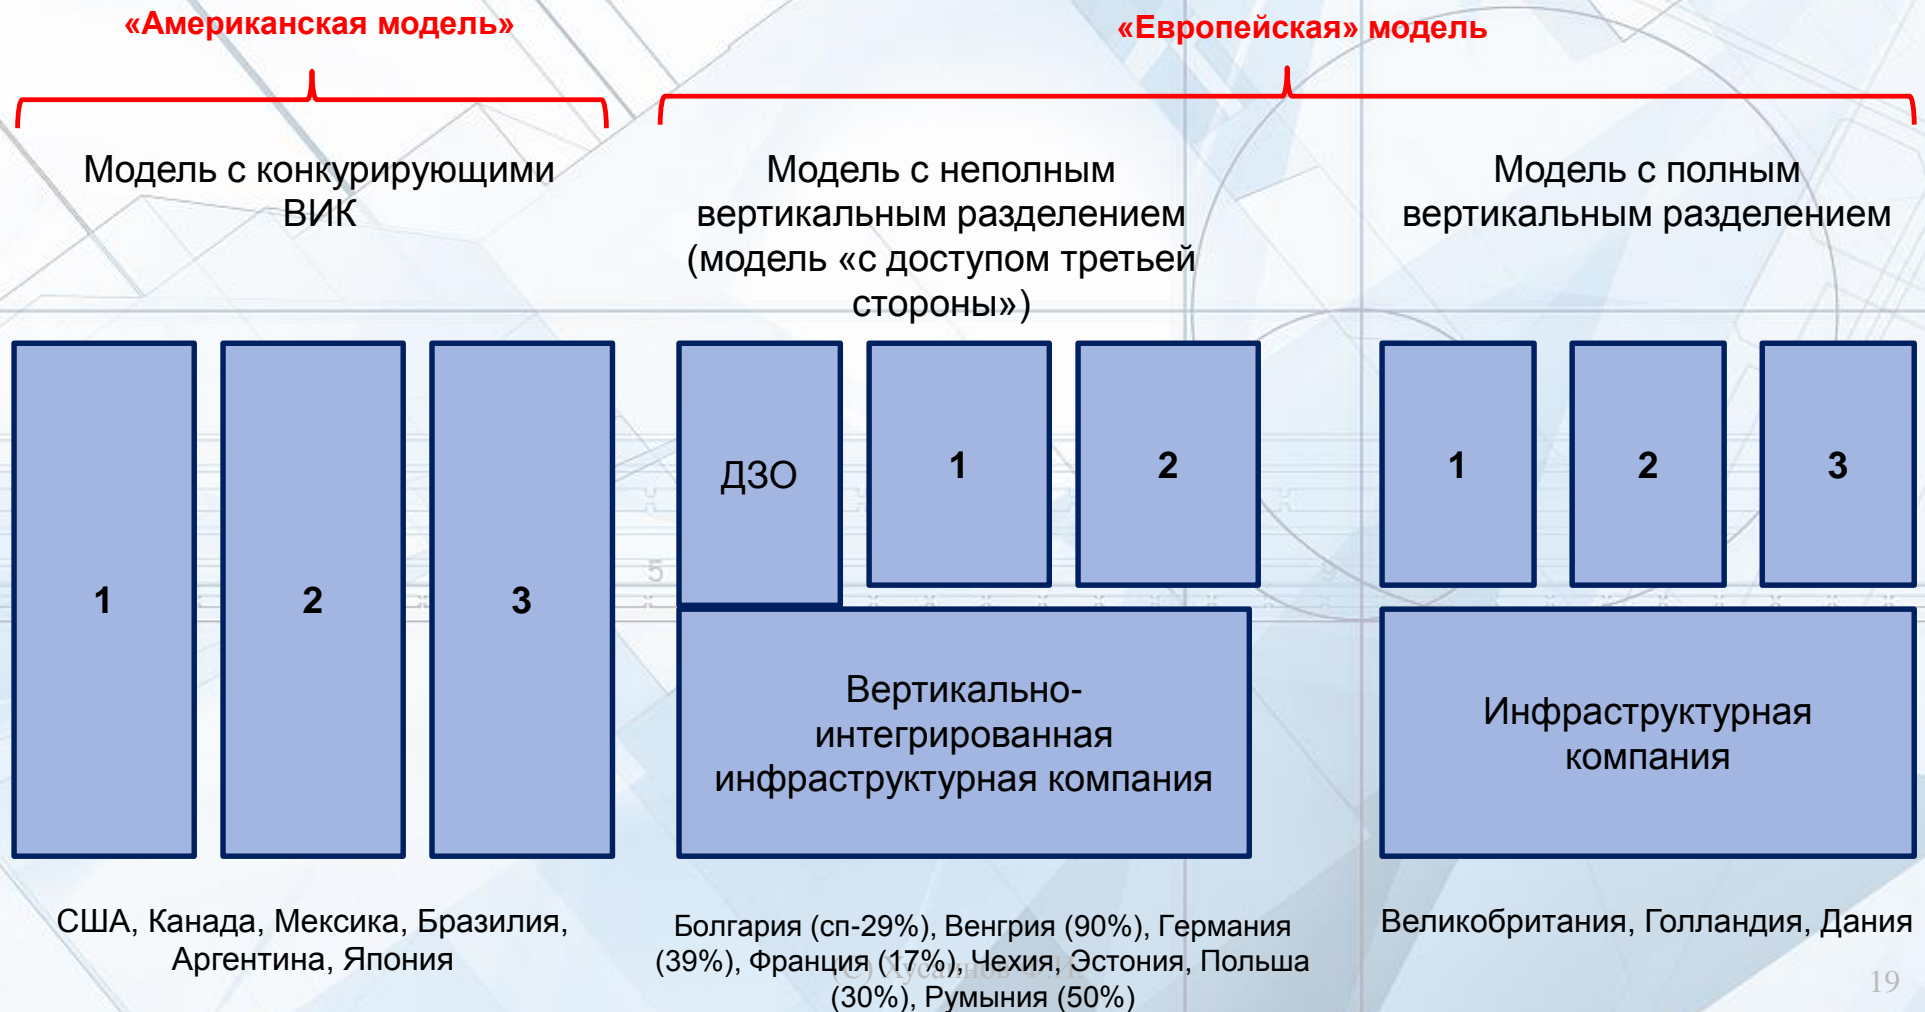 «Американская модель»
«Европейская» модель
Модель с конкурирующими
ВИК
Модель с неполным
вертикальным разделением
(модель «с доступом третьей
стороны»)
Модель с полным
вертикальным разделением
1
2
3
ДЗО
1
2
Вертикально-
интегрированная
инфраструктурная компания
1
2
3
Инфраструктурная
компания
США, Канада, Мексика, Бразилия,
Аргентина, Япония
Болгария (сп-29%), Венгрия (90%), Германия
(39%), Франция (17%), Чехия, Эстония, Польша
(30%), Румыния (50%)
Великобритания, Голландия, Дания
5
19